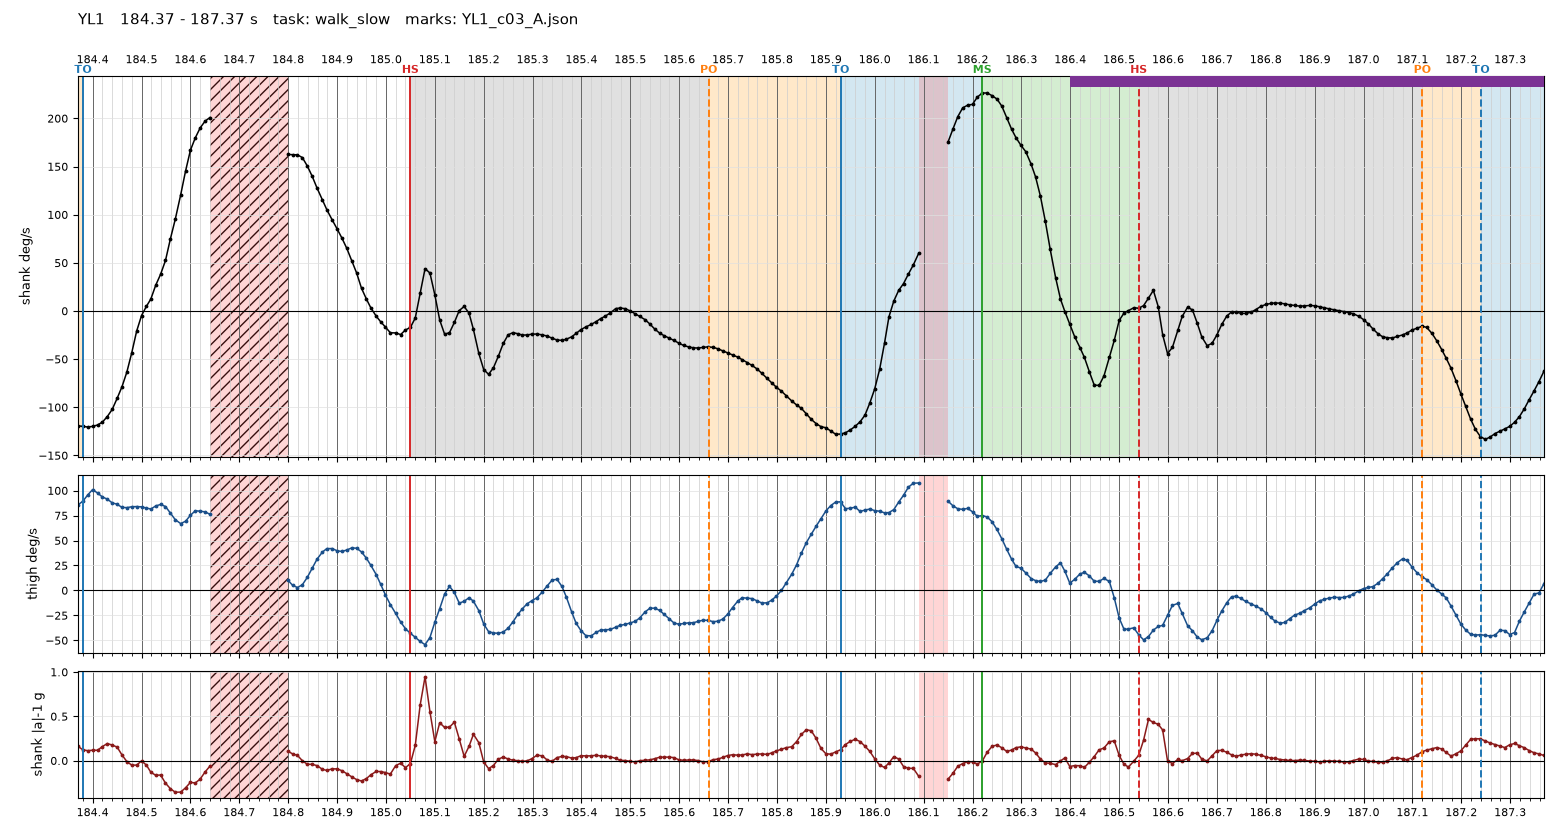 YL1   184.37 - 187.37 s   task: walk_slow   marks: YL1_c03_A.json
184.4 184.5 184.6 184.7 184.8 184.9 185.0 185.1 185.2 185.3 185.4 185.5 185.6 185.7 185.8 185.9 186.0 186.1 186.2 186.3 186.4 186.5 186.6 186.7 186.8 186.9 187.0 187.1 187.2 187.3
TO HS PO TO MS HS PO TO
shank deg/s
200
150
100
50
0
−50
−100
−150
thigh deg/s
100
75
50
25
0
−25
−50
shank |a|-1 g
1.0
0.5
0.0
184.4 184.5 184.6 184.7 184.8 184.9 185.0 185.1 185.2 185.3 185.4 185.5 185.6 185.7 185.8 185.9 186.0 186.1 186.2 186.3 186.4 186.5 186.6 186.7 186.8 186.9 187.0 187.1 187.2 187.3